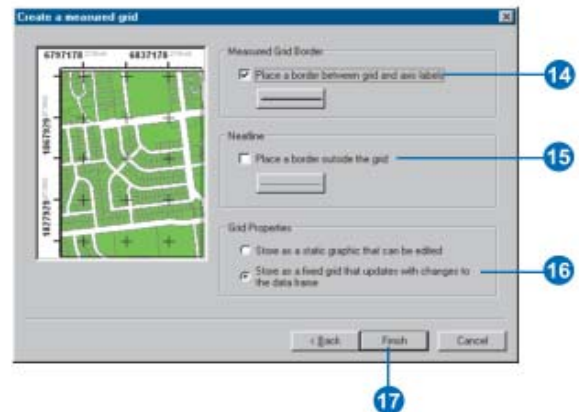 Create a measured grid
6797178 6837178
1867929
1827929
Measured Grid Border
Place a border between grid and axis labels
14
Neatline
Place a border outside the grid
15
Grid Properties
Store as a static graphic that can be edited
Store as a fixed grid that updates with changes to
the data frame
16
< Back Finish Cancel
17